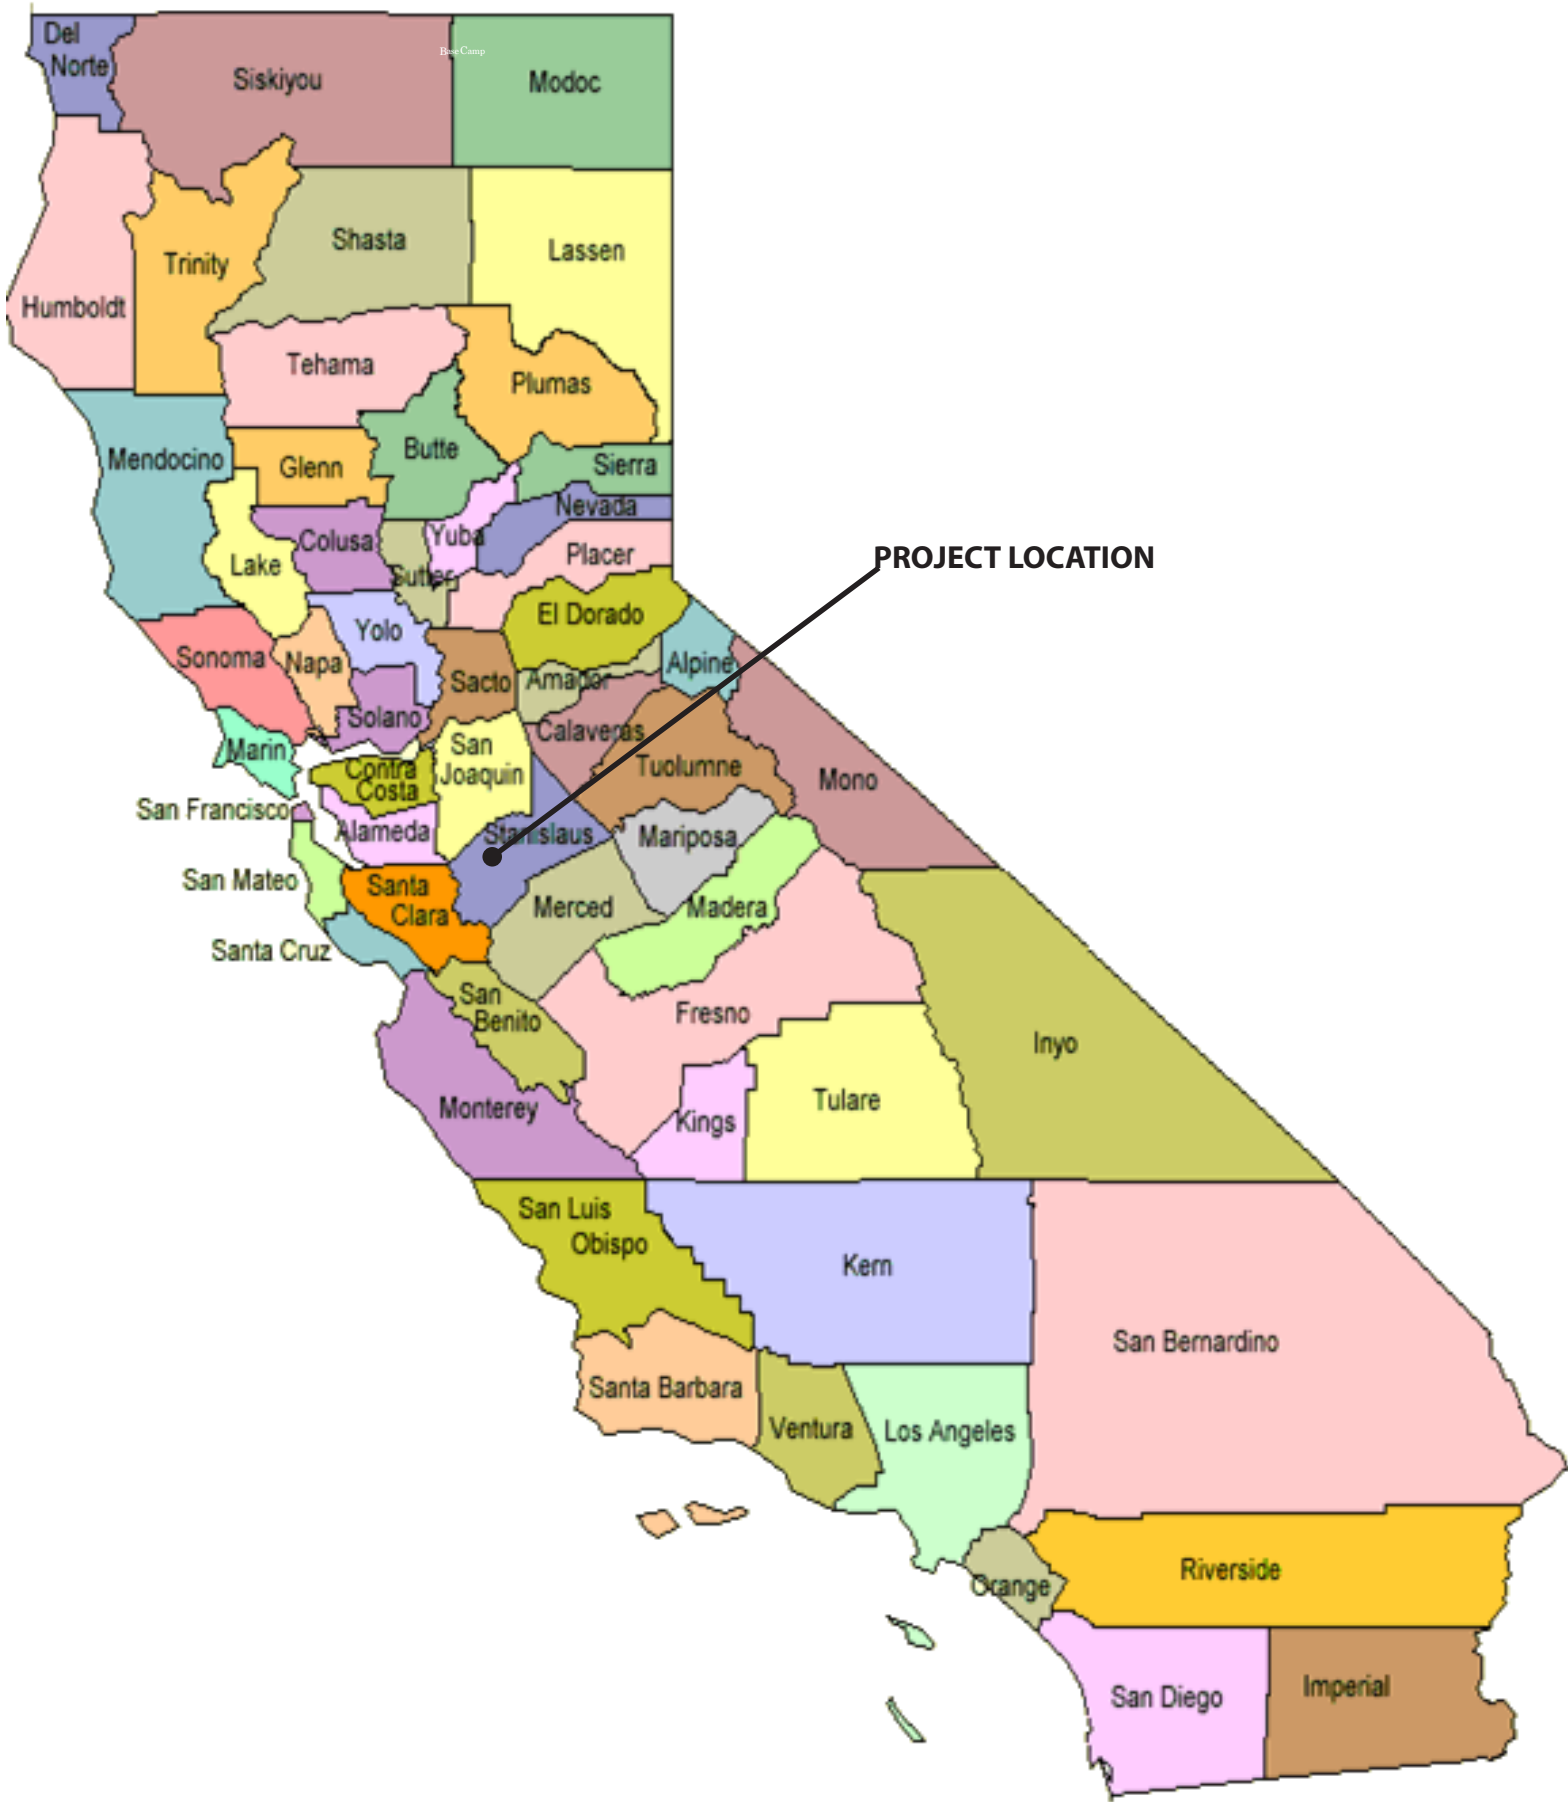 Del
Norte
Siskiyou
BaseCamp
Modoc
Humboldt
Trinity
Shasta
Lassen
Tehama
Plumas
Mendocino
Glenn
Butte
Sierra
Nevada
Lake
Colusa
Sutter
Yuba
Placer
PROJECT LOCATION
Sonoma
Napa
Yolo
Sacto
El Dorado
Amador
Alpine
Marin
Solano
Contra
Costa
San
Joaquin
Calaveras
Tuolumne
Mono
San Francisco
Alameda
Stanislaus
Mariposa
San Mateo
Santa
Clara
Merced
Madera
Santa Cruz
San
Benito
Fresno
Inyo
Monterey
Kings
Tulare
San Luis
Obispo
Kern
San Bernardino
Santa Barbara
Ventura
Los Angeles
Orange
Riverside
San Diego
Imperial